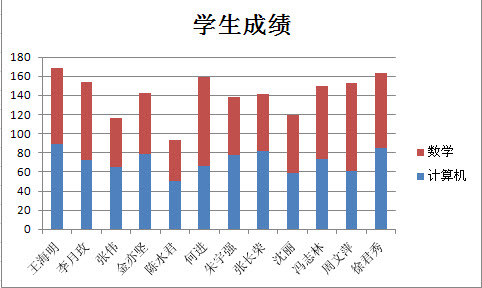 学生成绩
180
160
140
120
100
80
60
40
20
0
数学
计算机
王海明
李月玫
张伟
金亦坚
陈水君
何进
朱宇强
张长荣
沈丽
冯志林
周文萍
徐君秀